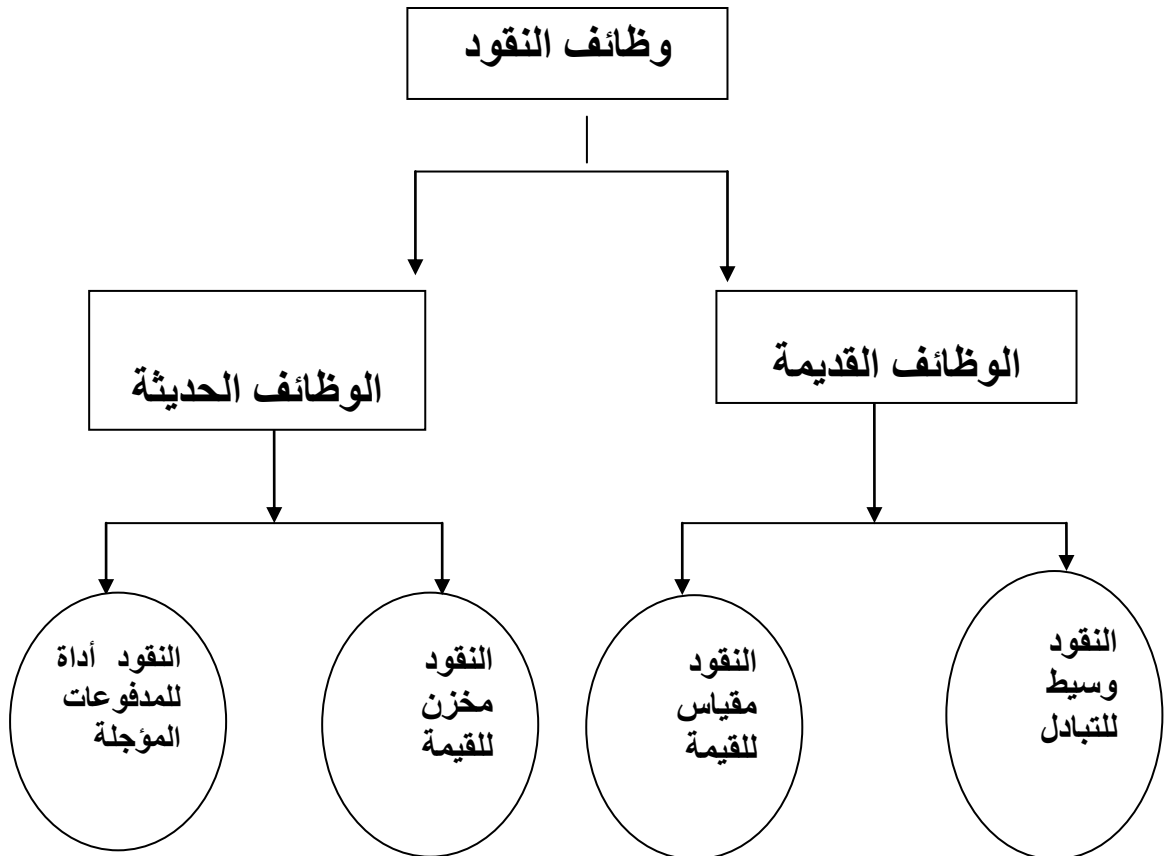 وظائف النقود
الوظائف القديمة
الوظائف الحديثة
النقود
وسيط
للتبادل
النقود
مقياس
للقيمة
النقود
مخزن
للقيمة
النقود أداة
للمدفوعات
المؤجلة